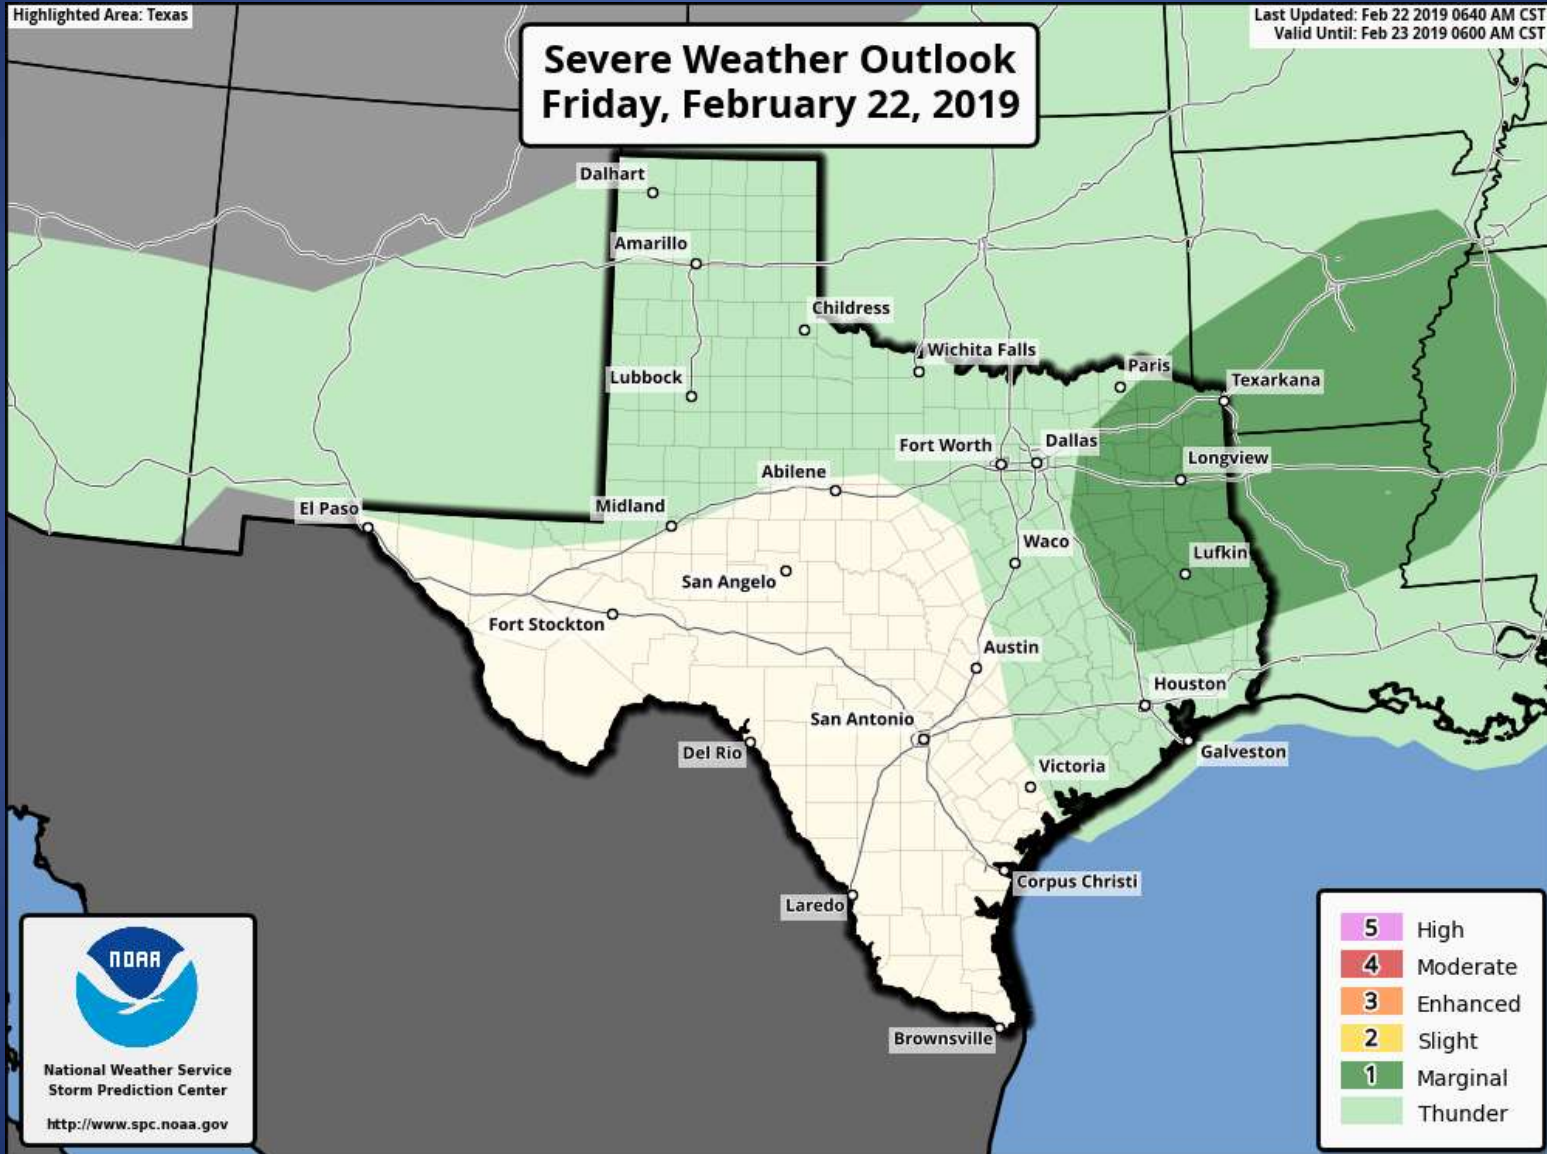 Highlighted Area: Texas
Last Updated: Feb 22 2019 0640 AM CST
Valid Until: Feb 23 2019 0600 AM CST
Severe Weather Outlook
Friday, February 22, 2019
Dalhart
Amarillo
Childress
Wichita Falls
Paris
Lubbock
Texarkana
Fort Worth
Dallas
Longview
Abilene
El Paso
Midland
Waco
Lufkin
San Angelo
Fort Stockton
Austin
Houston
San Antonio
Del Rio
Galveston
Victoria
Corpus Christi
Laredo
Brownsville
NOAA
National Weather Service
Storm Prediction Center
http://www.spc.noaa.gov
5 High
4 Moderate
3 Enhanced
2 Slight
1 Marginal
Thunder